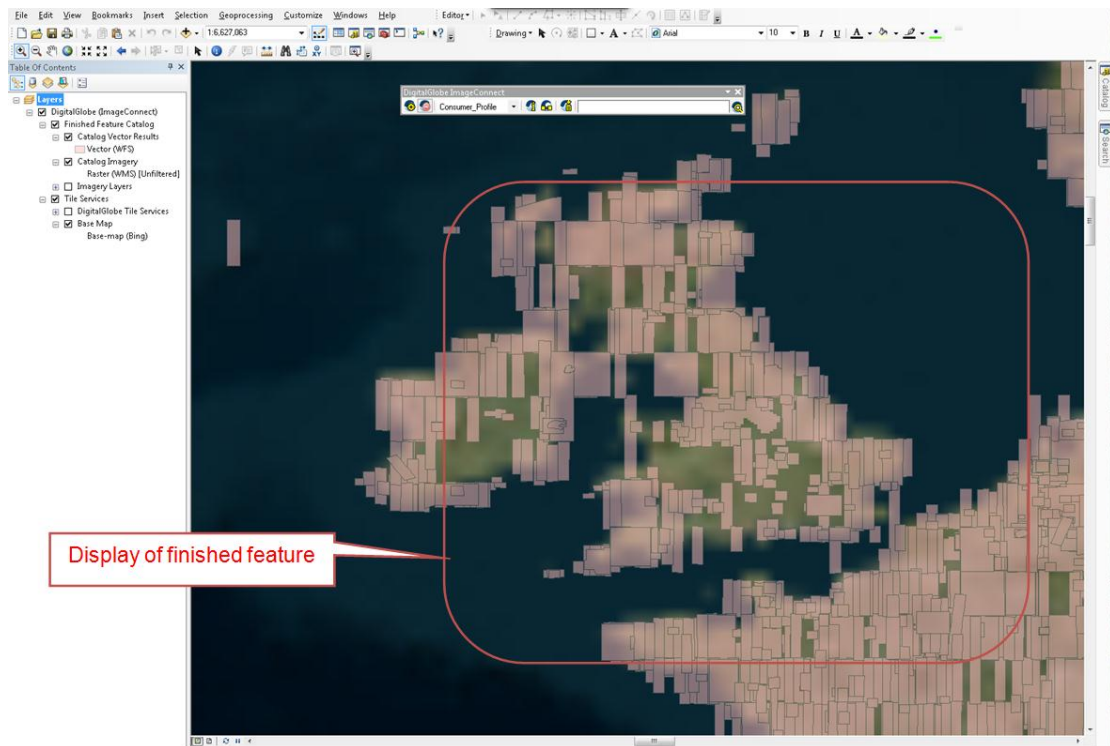 File Edit View Bookmarks Insert Selection Geoprocessing Customize Windows Help Editor
1:6,627,063 Drawing A Arial 10 B I U A
Table Of Contents
Layers
DigitalGlobe (ImageConnect)
Finished Feature Catalog
Catalog Vector Results
Vector (WFS)
Catalog Imagery
Raster (WMS) [Unfiltered]
Imagery Layers
Tile Services
DigitalGlobe Tile Services
Base Map
Base-map (Bing)
DigitalGlobe ImageConnect
Consumer_Profile
Catalog
Search
Display of finished feature